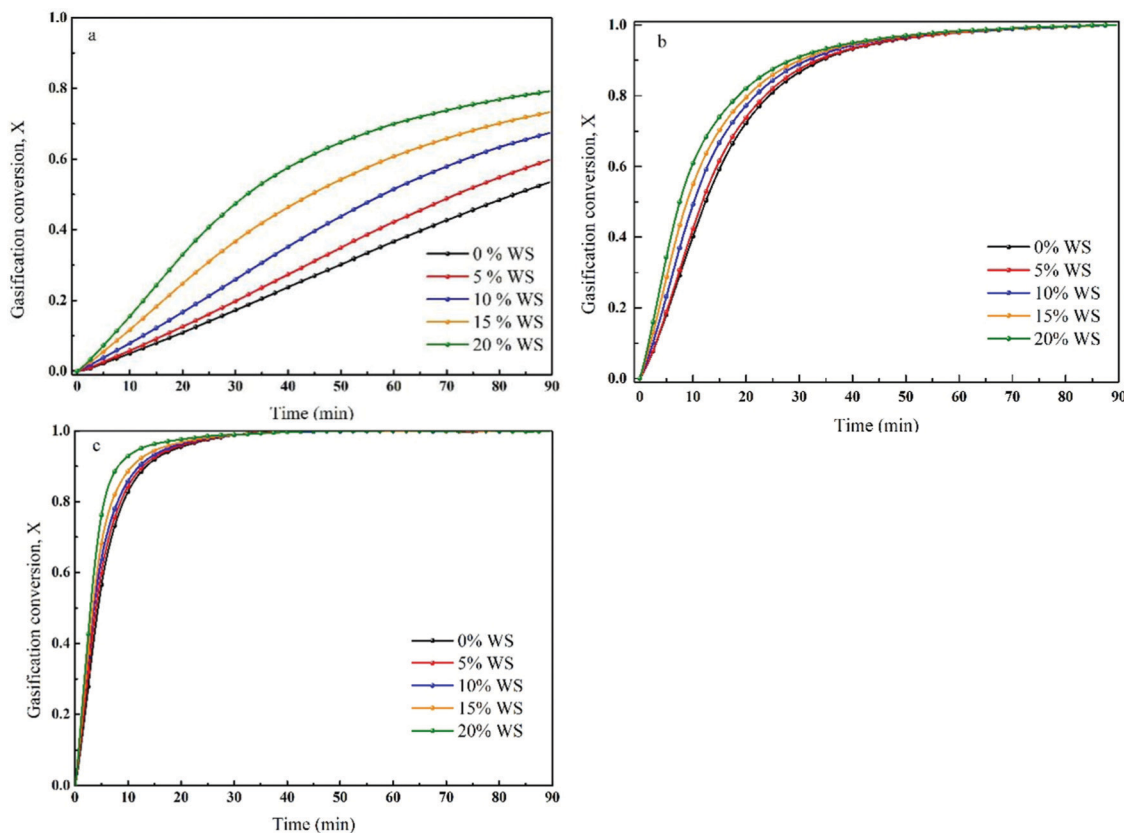 a
Gasification conversion, X
1.0
0.8
0.6
0.4
0.2
0.0
0 % WS
5 % WS
10 % WS
15 % WS
20 % WS
0 10 20 30 40 50 60 70 80 90
Time (min)
b
Gasification conversion, X
1.0
0.8
0.6
0.4
0.2
0.0
0% WS
5% WS
10% WS
15% WS
20% WS
0 10 20 30 40 50 60 70 80 90
Time (min)
c
Gasification conversion, X
1.0
0.8
0.6
0.4
0.2
0.0
0% WS
5% WS
10% WS
15% WS
20% WS
0 10 20 30 40 50 60 70 80 90
Time (min)